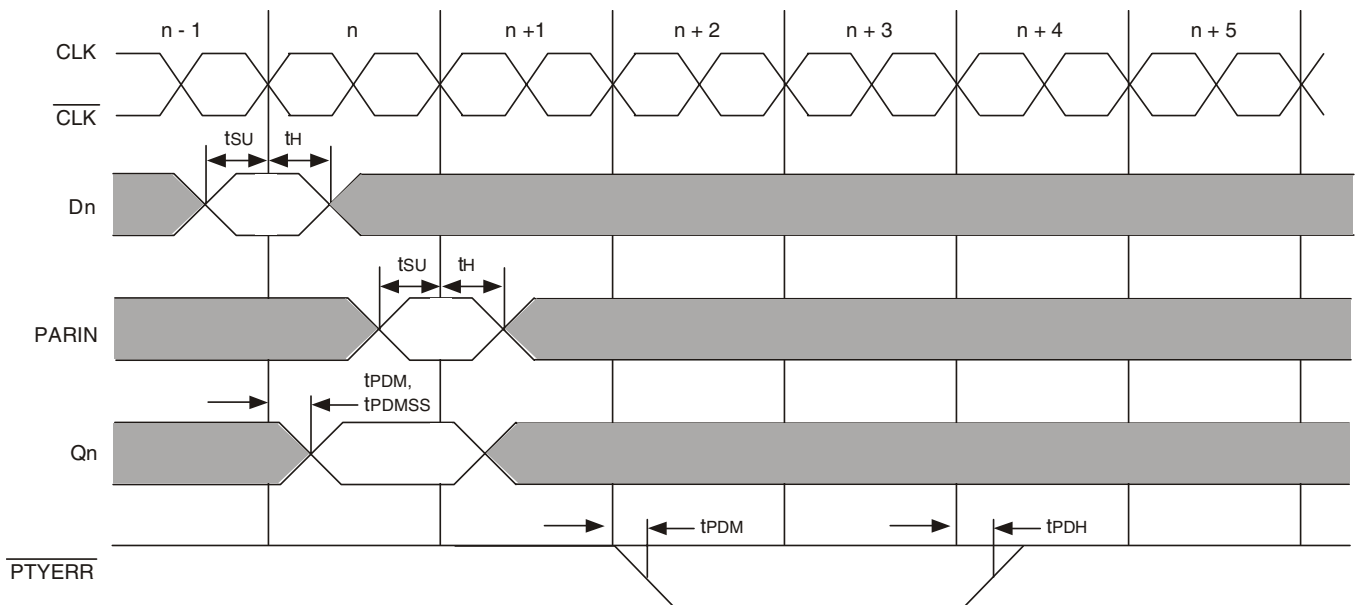 n - 1 n n +1 n + 2 n + 3 n + 4 n + 5
CLK
CLK
tSU tH
Dn
tSU tH
PARIN
tPDM,
tPDMSS
Qn
tPDM tPDH
PTYERR